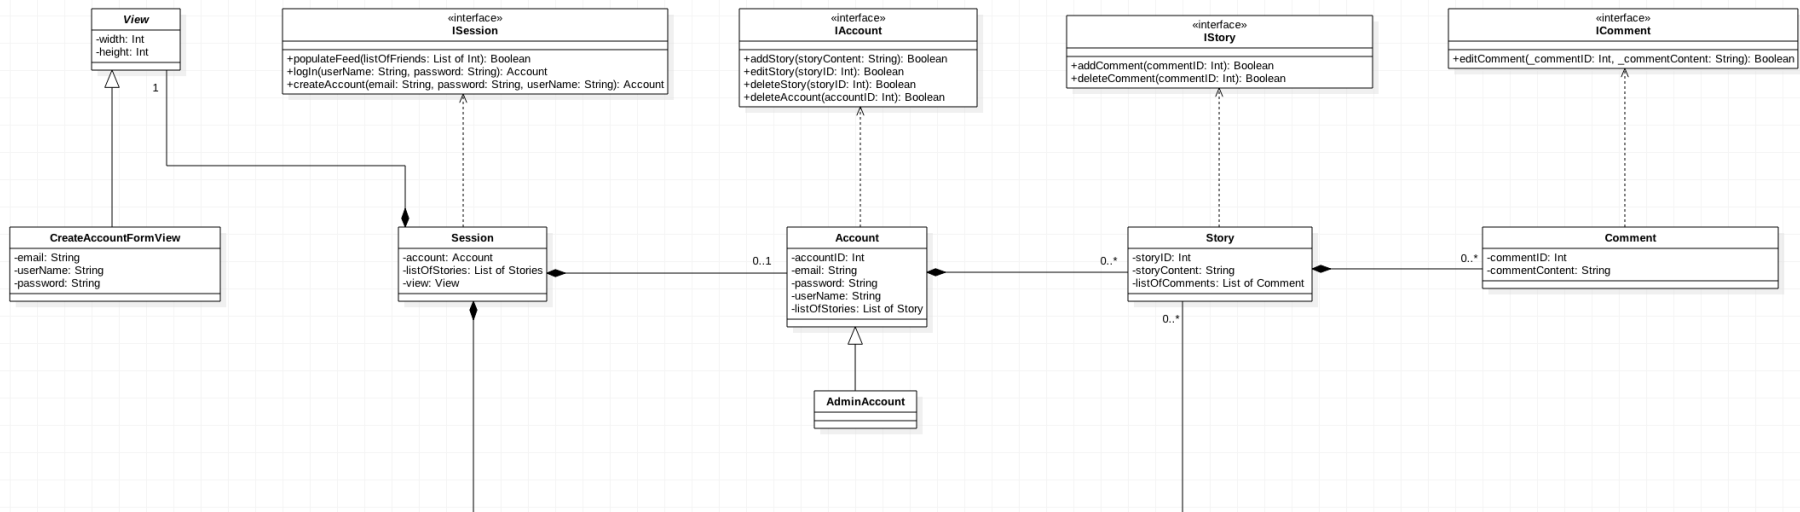 View
-width: Int
-height: Int
1
«interface»
ISession
+populateFeed(listOfFriends: List of Int): Boolean
+logIn(userName: String, password: String): Account
+createAccount(email: String, password: String, userName: String): Account
«interface»
IAccount
+addStory(storyContent: String): Boolean
+editStory(storyID: Int): Boolean
+deleteStory(storyID: Int): Boolean
+deleteAccount(accountID: Int): Boolean
«interface»
IStory
+addComment(commentID: Int): Boolean
+deleteComment(commentID: Int): Boolean
«interface»
IComment
+editComment(_commentID: Int, _commentContent: String): Boolean
CreateAccountFormView
-email: String
-userName: String
-password: String
Session
-account: Account
-listOfStories: List of Stories
-view: View
0..1
Account
-accountID: Int
-email: String
-password: String
-userName: String
-listOfStories: List of Story
0..*
Story
-storyID: Int
-storyContent: String
-listOfComments: List of Comment
0..*
0..*
Comment
-commentID: Int
-commentContent: String
AdminAccount